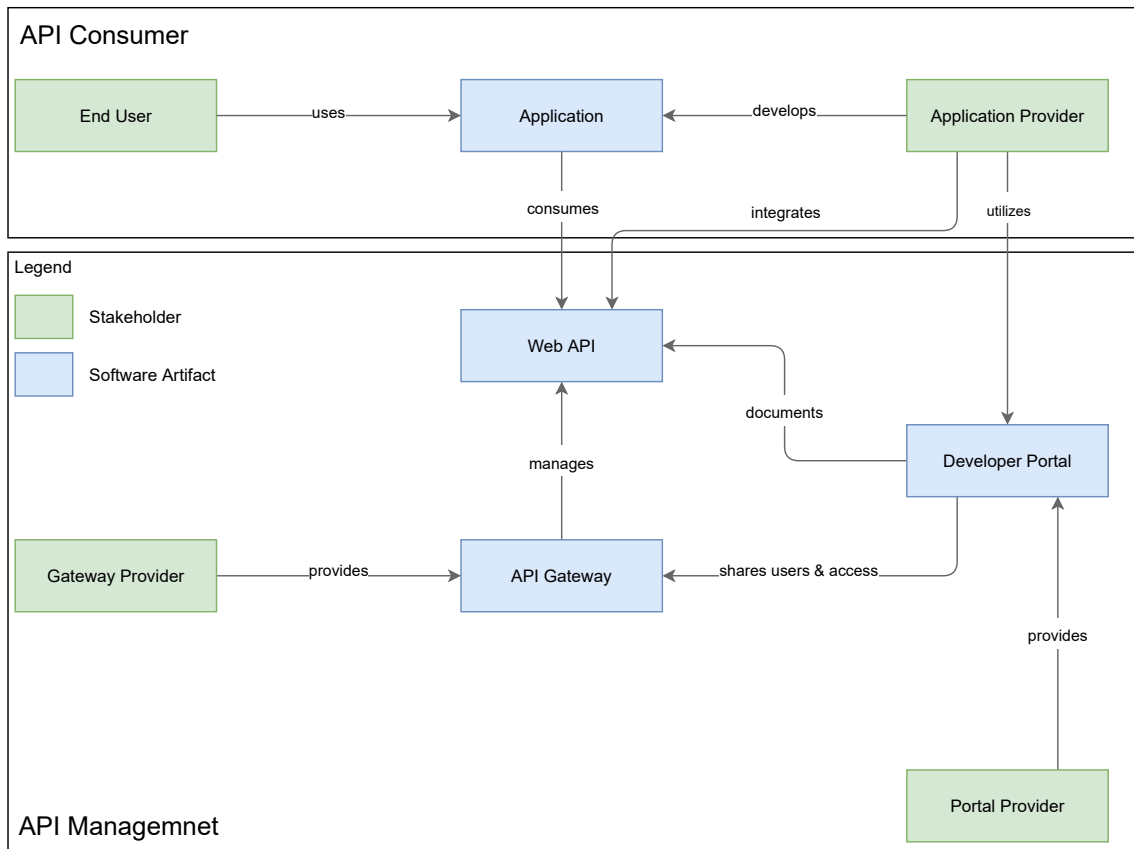 API Consumer
End User
uses
Application
develops
Application Provider
consumes
integrates
utilizes
Legend
Stakeholder
Software Artifact
Web API
documents
Developer Portal
manages
Gateway Provider
provides
API Gateway
shares users & access
provides
Portal Provider
API Managemnet